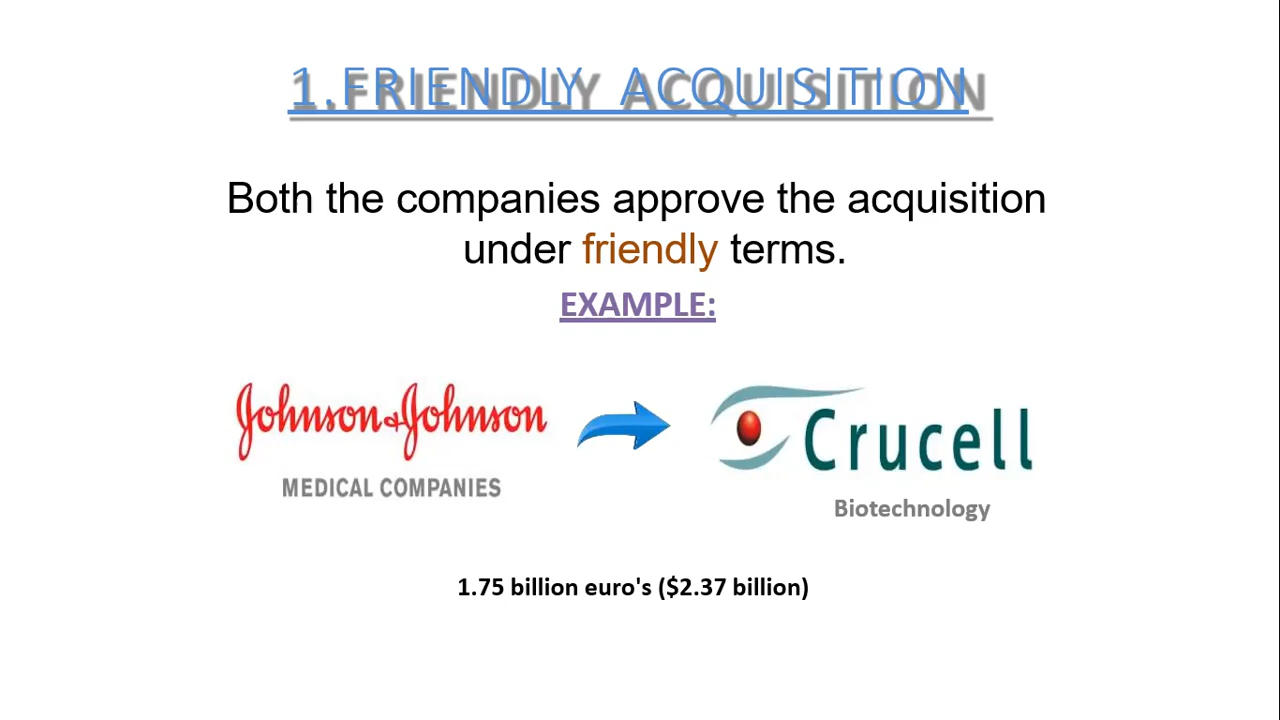 1.FRIENDLY ACQUISITION
Both the companies approve the acquisition
under friendly terms.
EXAMPLE:
Johnson & Johnson
MEDICAL COMPANIES
Crucell
Biotechnology
1.75 billion euro's ($2.37 billion)